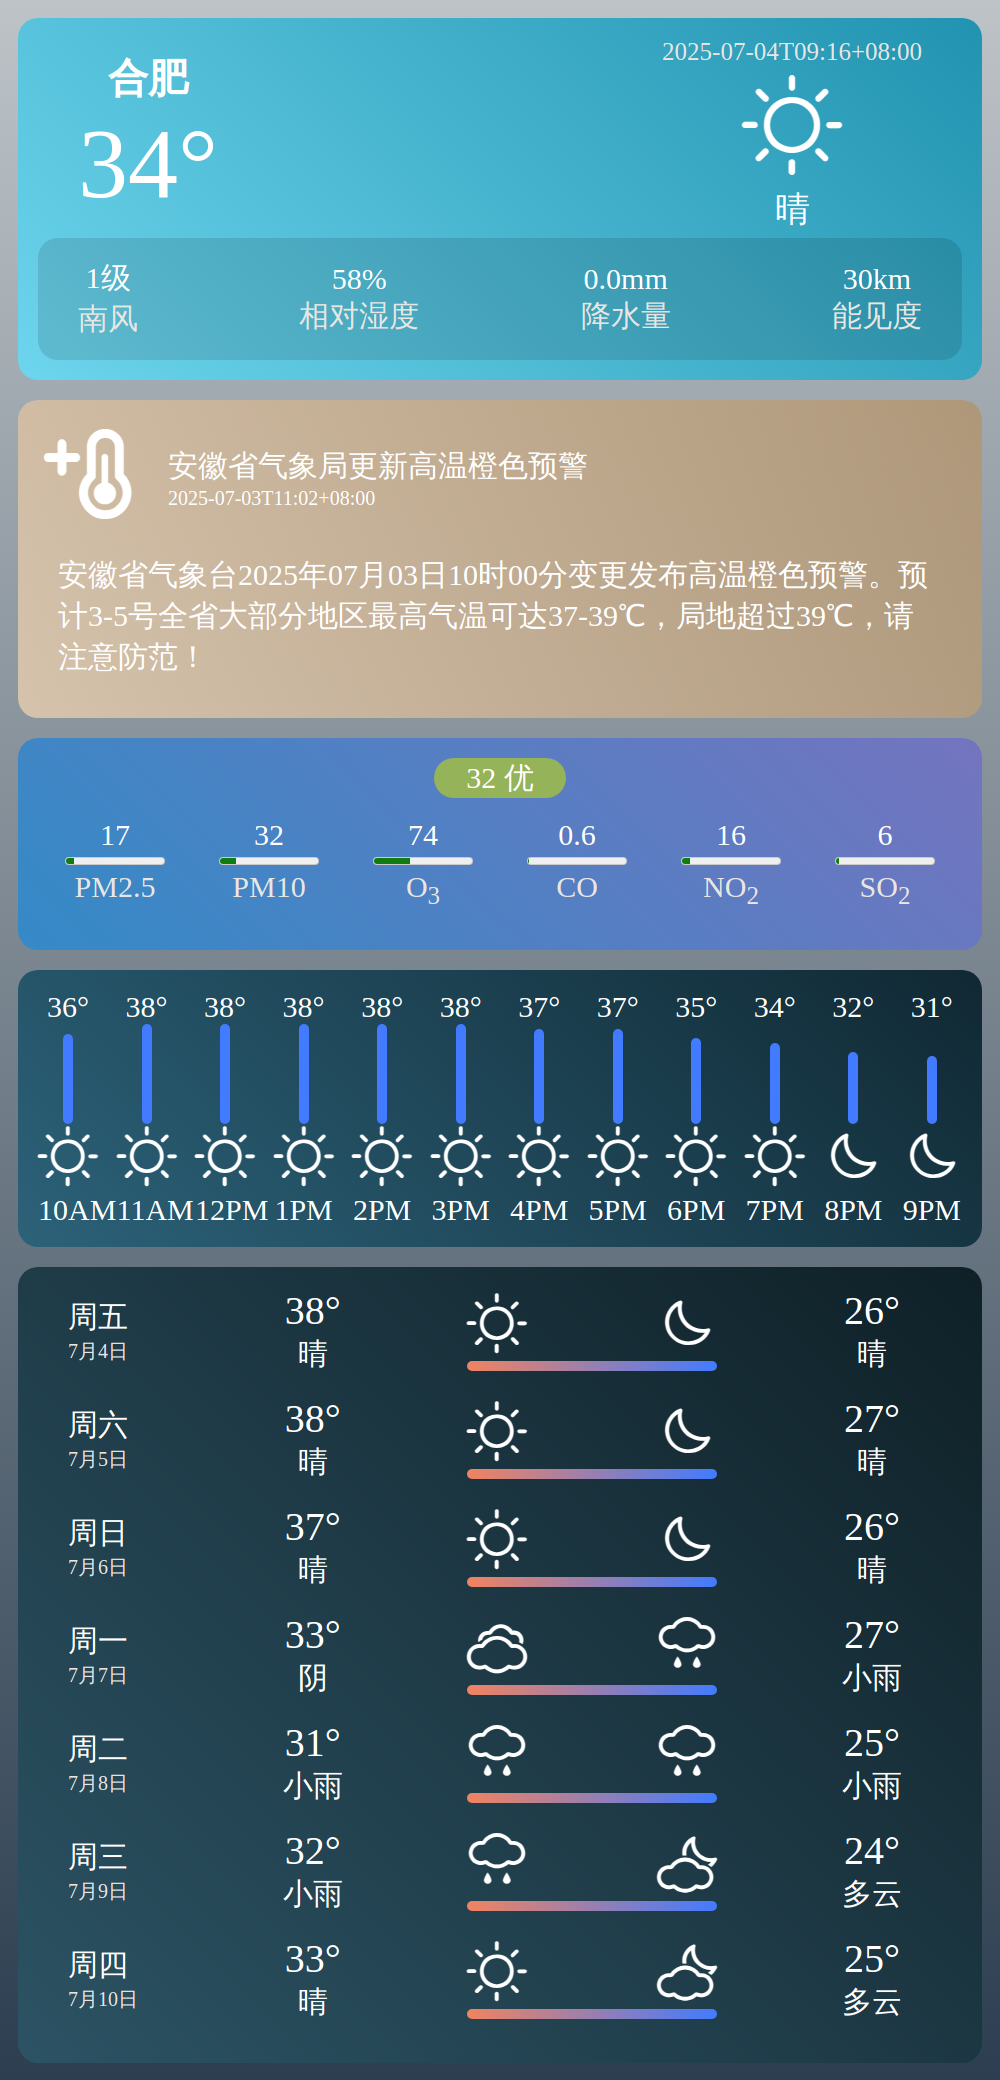 合肥
34°
2025-07-04T09:16+08:00
晴
1级 58% 0.0mm 30km
南风 相对湿度 降水量 能见度
安徽省气象局更新高温橙色预警
2025-07-03T11:02+08:00
安徽省气象台2025年07月03日10时00分变更发布高温橙色预警。预
计3-5号全省大部分地区最高气温可达37-39℃，局地超过39℃，请
注意防范！
32 优
17 32 74 0.6 16 6
PM2.5 PM10 O3 CO NO2 SO2
36° 38° 38° 38° 38° 38° 37° 37° 35° 34° 32° 31°
10AM 11AM 12PM 1PM 2PM 3PM 4PM 5PM 6PM 7PM 8PM 9PM
周五 38° 26°
7月4日 晴 晴
周六 38° 27°
7月5日 晴 晴
周日 37° 26°
7月6日 晴 晴
周一 33° 27°
7月7日 阴 小雨
周二 31° 25°
7月8日 小雨 小雨
周三 32° 24°
7月9日 小雨 多云
周四 33° 25°
7月10日 晴 多云